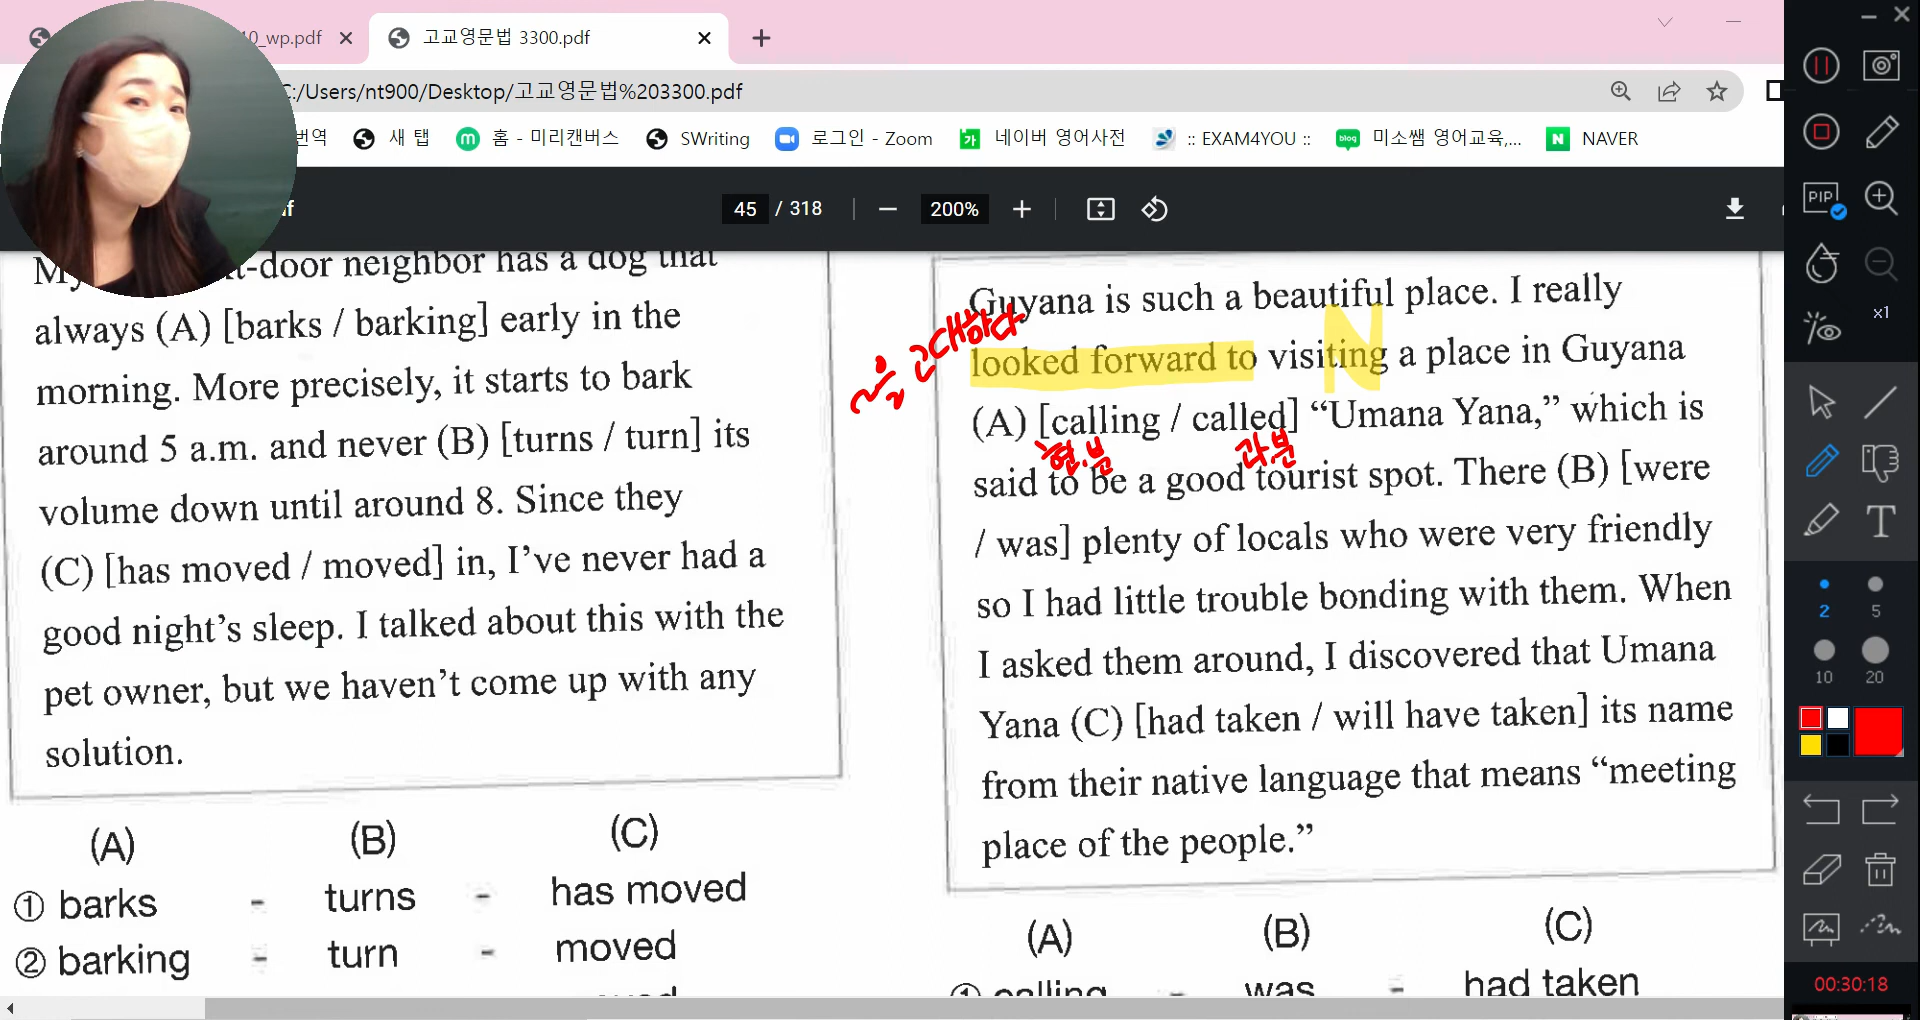 10_wp.pdf
고교영문법 3300.pdf
C:/Users/nt900/Desktop/고교영문법%203300.pdf
번역 새 탭 홈 - 미리캔버스 SWriting 로그인 - Zoom 네이버 영어사전 :: EXAM4YOU :: 미소쌤 영어교육,... NAVER
45 / 318 200%
t-door neighbor has a dog that
always (A) [barks / barking] early in the
morning. More precisely, it starts to bark
around 5 a.m. and never (B) [turns / turn] its
volume down until around 8. Since they
(C) [has moved / moved] in, I've never had a
good night's sleep. I talked about this with the
pet owner, but we haven't come up with any
solution.
(A) (B) (C)
① barks - turns - has moved
② barking - turn - moved
Guyana is such a beautiful place. I really
~을 고대하다
N
looked forward to visiting a place in Guyana
(A) [calling / called] “Umana Yana,” which is
현.분 과분
said to be a good tourist spot. There (B) [were
/ was] plenty of locals who were very friendly
so I had little trouble bonding with them. When
I asked them around, I discovered that Umana
Yana (C) [had taken / will have taken] its name
from their native language that means “meeting
place of the people.”
(A) (B) (C)
① calling - was - had taken
PIP
x1
T
2 5
10 20
00:30:18